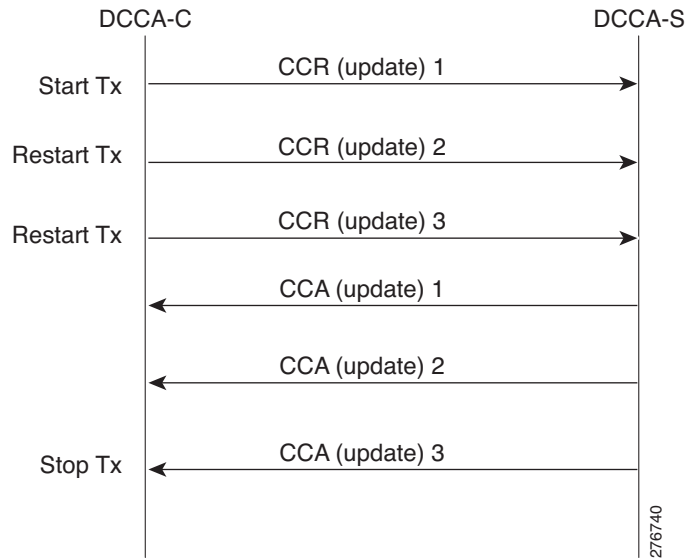 DCCA-C
DCCA-S
Start Tx
CCR (update) 1
Restart Tx
CCR (update) 2
Restart Tx
CCR (update) 3
CCA (update) 1
CCA (update) 2
Stop Tx
CCA (update) 3
276740